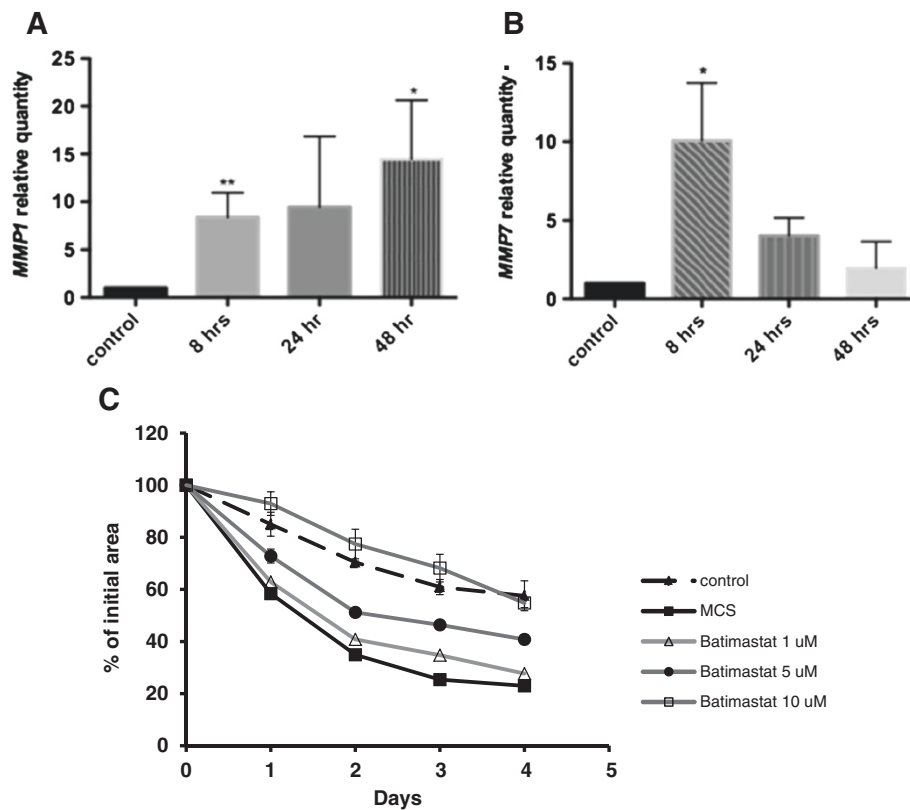 A
MMP1 relative quantity
25
20
15
10
5
0
**
*
control
8 hrs
24 hr
48 hr
B
MMP7 relative quantity .
15
10
5
0
*
control
8 hrs
24 hrs
48 hrs
C
% of initial area
120
100
80
60
40
20
0
0 1 2 3 4 5
Days
control
MCS
Batimastat 1 uM
Batimastat 5 uM
Batimastat 10 uM